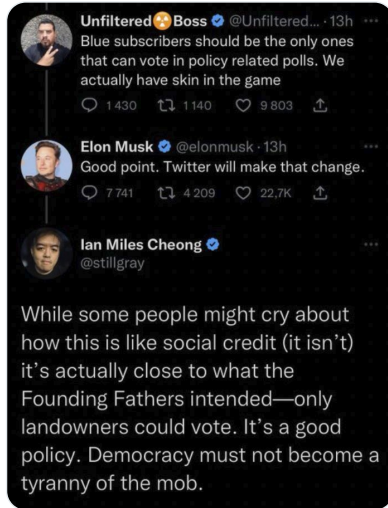 Unfiltered☢Boss @Unfiltered... · 13h ...
Blue subscribers should be the only ones
that can vote in policy related polls. We
actually have skin in the game
1 430 1 140 9 803
Elon Musk @elonmusk · 13h ...
Good point. Twitter will make that change.
7 741 4 209 22,7K
Ian Miles Cheong ...
@stillgray
While some people might cry about
how this is like social credit (it isn’t)
it’s actually close to what the
Founding Fathers intended—only
landowners could vote. It’s a good
policy. Democracy must not become a
tyranny of the mob.